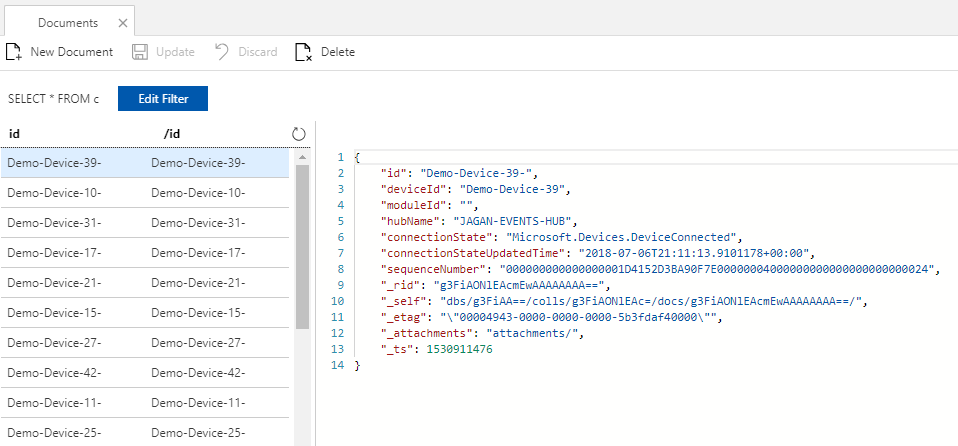 Documents
New Document Update Discard Delete
SELECT * FROM c Edit Filter
id /id
Demo-Device-39- Demo-Device-39-
Demo-Device-10- Demo-Device-10-
Demo-Device-31- Demo-Device-31-
Demo-Device-17- Demo-Device-17-
Demo-Device-21- Demo-Device-21-
Demo-Device-15- Demo-Device-15-
Demo-Device-27- Demo-Device-27-
Demo-Device-42- Demo-Device-42-
Demo-Device-11- Demo-Device-11-
Demo-Device-25- Demo-Device-25-
1 {
2 "id": "Demo-Device-39-",
3 "deviceId": "Demo-Device-39",
4 "moduleId": "",
5 "hubName": "JAGAN-EVENTS-HUB",
6 "connectionState": "Microsoft.Devices.DeviceConnected",
7 "connectionStateUpdatedTime": "2018-07-06T21:11:13.9101178+00:00",
8 "sequenceNumber": "000000000000000001D4152D3BA90F7E00000004000000000000000000000024",
9 "_rid": "g3FiAONlEAcmEwAAAAAAAA==",
10 "_self": "dbs/g3FiAA==/colls/g3FiAONlEAc=/docs/g3FiAONlEAcmEwAAAAAAAA==/",
11 "_etag": "\"00004943-0000-0000-0000-5b3fdaf40000\"",
12 "_attachments": "attachments/",
13 "_ts": 1530911476
14 }